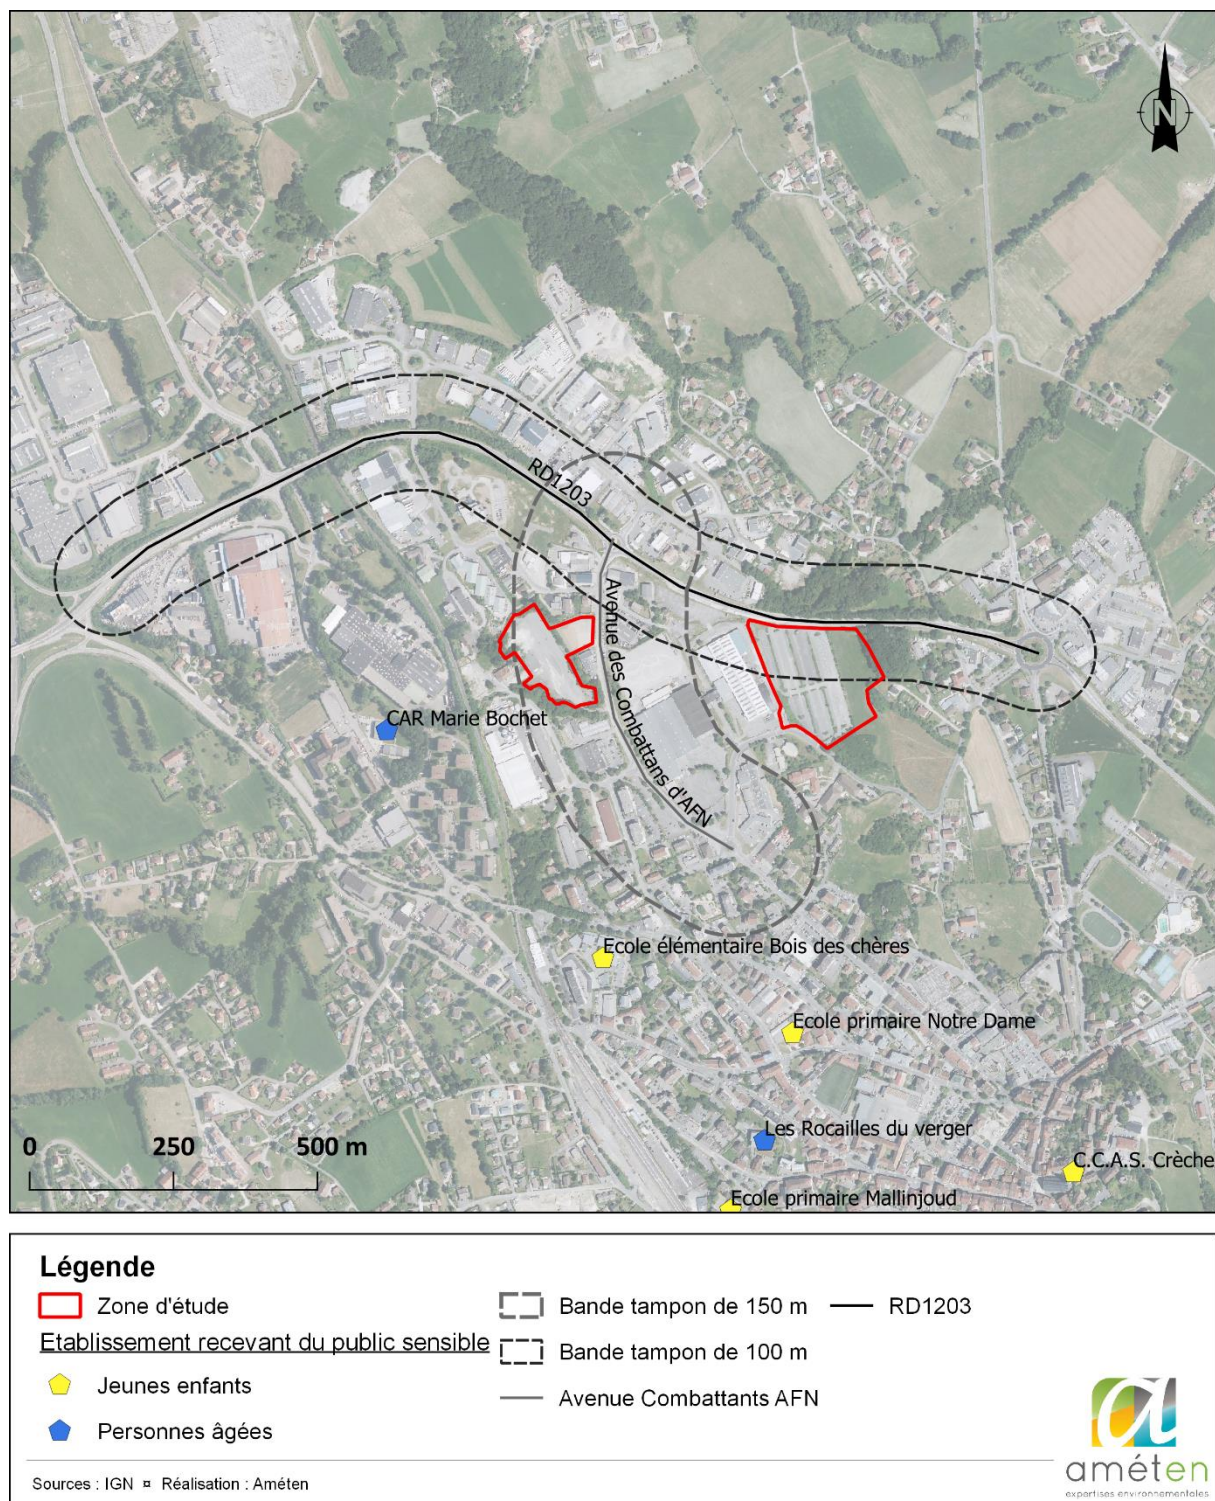 N
RD1203
Avenue des Combattans d'AFN
CAR Marie Bochet
Ecole élémentaire Bois des chères
Ecole primaire Notre Dame
Les Rocailles du verger
C.C.A.S. Crèche
Ecole primaire Mallinjoud
0 250 500 m
Légende
Zone d'étude
Etablissement recevant du public sensible
Jeunes enfants
Personnes âgées
Bande tampon de 150 m
Bande tampon de 100 m
Avenue Combattants AFN
RD1203
Sources : IGN ¤ Réalisation : Améten
a
améten
expertises environnementales